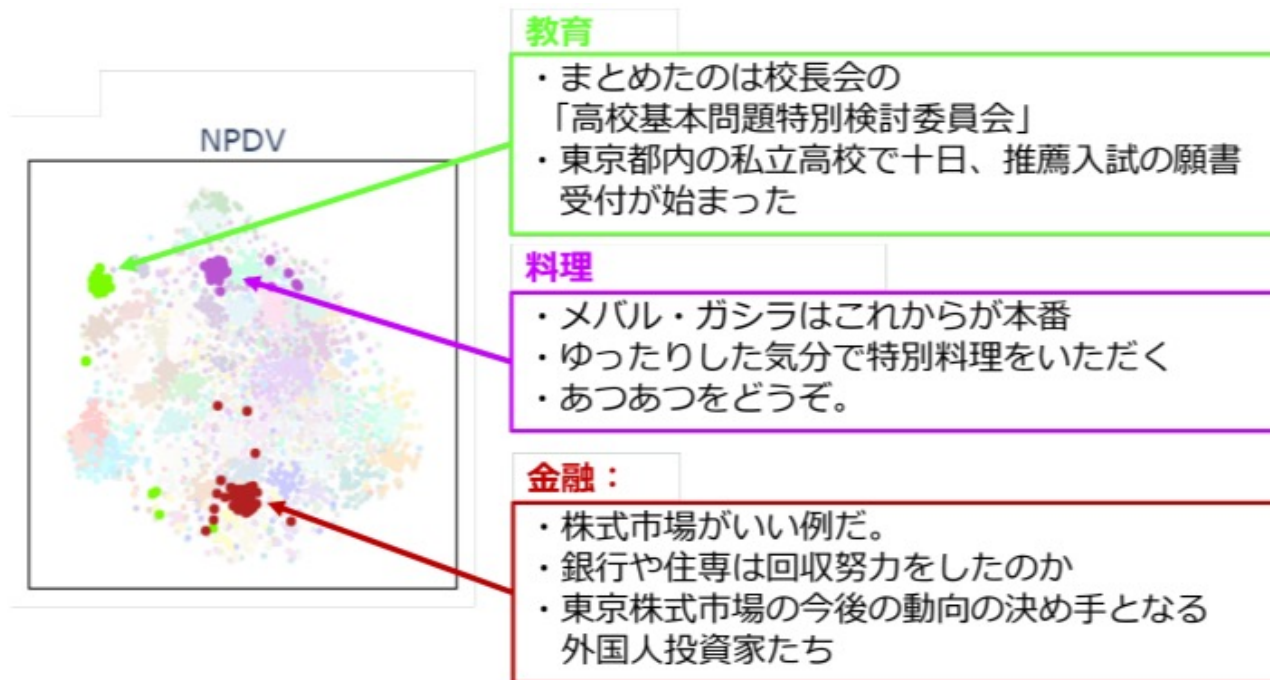 NPDV
教育
・まとめたのは校長会の
「高校基本問題特別検討委員会」
・東京都内の私立高校で十日、推薦入試の願書
受付が始まった
料理
・メバル・ガシラはこれからが本番
・ゆったりした気分で特別料理をいただく
・あつあつをどうぞ。
金融：
・株式市場がいい例だ。
・銀行や住専は回収努力をしたのか
・東京株式市場の今後の動向の決め手となる
外国人投資家たち